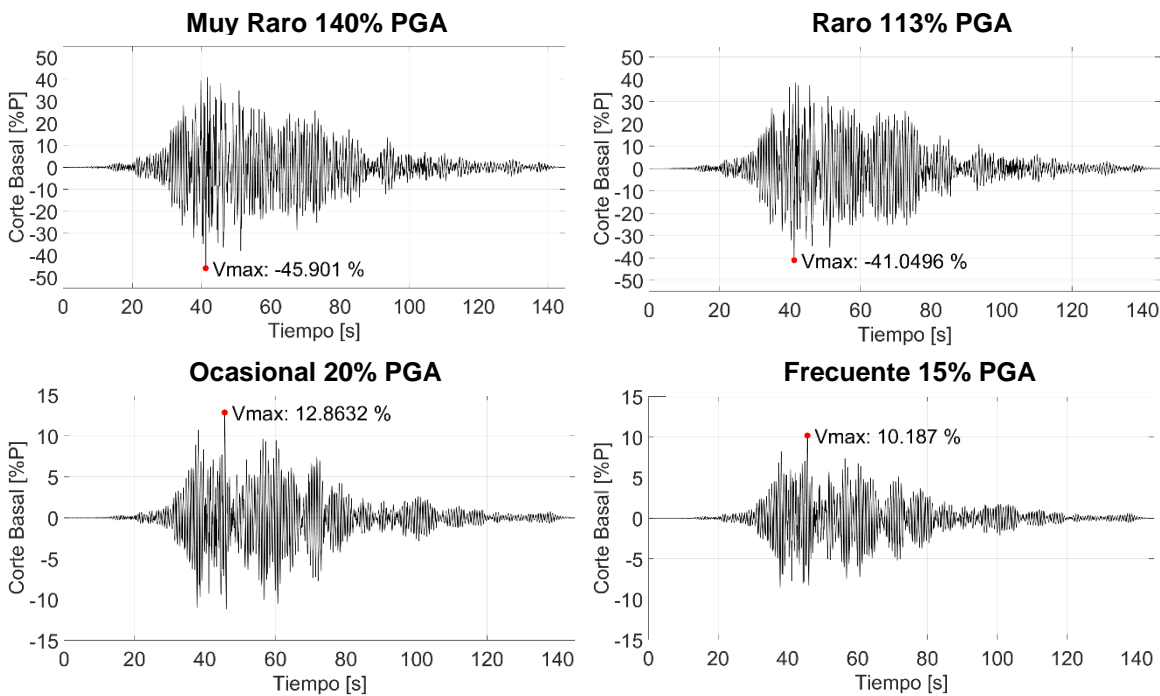 Muy Raro 140% PGA
Corte Basal [%P]
50
40
30
20
10
0
-10
-20
-30
-40
-50
Vmax: -45.901 %
0 20 40 60 80 100 120 140
Tiempo [s]
Raro 113% PGA
Corte Basal [%P]
50
40
30
20
10
0
-10
-20
-30
-40
-50
Vmax: -41.0496 %
0 20 40 60 80 100 120 140
Tiempo [s]
Ocasional 20% PGA
Corte Basal [%P]
15
10
5
0
-5
-10
-15
Vmax: 12.8632 %
0 20 40 60 80 100 120 140
Tiempo [s]
Frecuente 15% PGA
Corte Basal [%P]
15
10
5
0
-5
-10
-15
Vmax: 10.187 %
0 20 40 60 80 100 120 140
Tiempo [s]